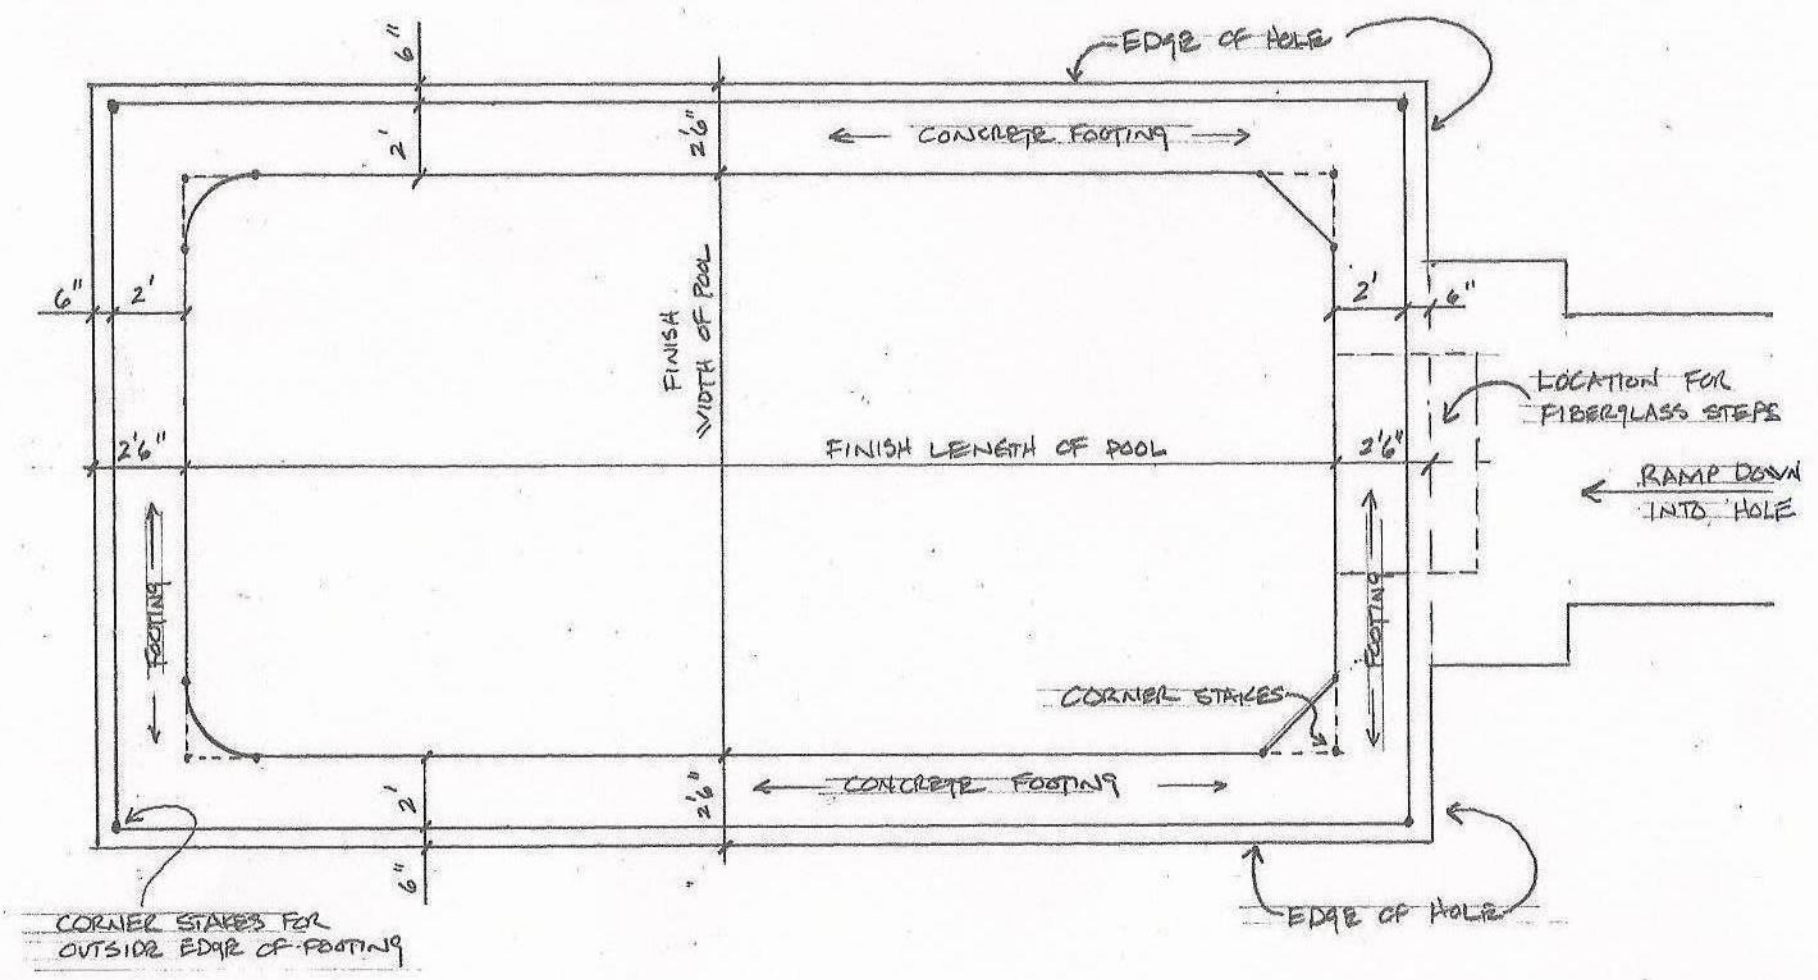 6"
EDGE OF HOLE
2'
2'6"
CONCRETE FOOTING
6"
2'
2'
6"
FINISH
WIDTH OF POOL
LOCATION FOR
FIBERGLASS STEPS
2'6"
FINISH LENGTH OF POOL
2'6"
RAMP DOWN
INTO HOLE
FOOTING
FOOTING
CORNER STAKES
2'
2'6"
CONCRETE FOOTING
6"
EDGE OF HOLE
CORNER STAKES FOR
OUTSIDE EDGE OF FOOTING